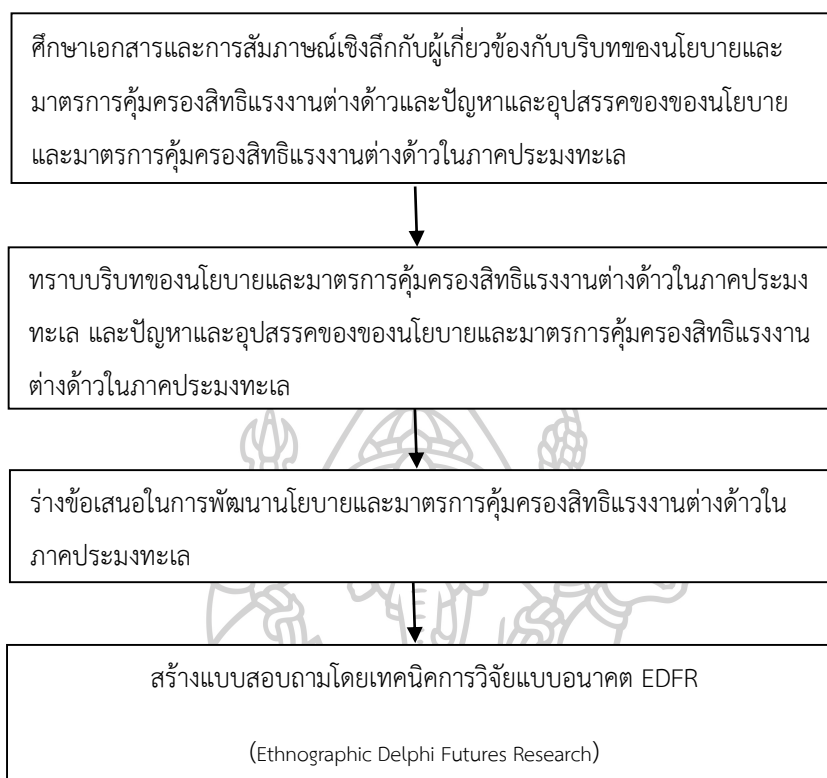 ศึกษาเอกสารและการสัมภาษณ์เชิงลึกกับผู้เกี่ยวข้องกับบริบทของนโยบายและ
มาตรการคุ้มครองสิทธิแรงงานต่างด้าวและปัญหาและอุปสรรคของของนโยบาย
และมาตรการคุ้มครองสิทธิแรงงานต่างด้าวในภาคประมงทะเล
ทราบบริบทของนโยบายและมาตรการคุ้มครองสิทธิแรงงานต่างด้าวในภาคประมง
ทะเล และปัญหาและอุปสรรคของของนโยบายและมาตรการคุ้มครองสิทธิแรงงาน
ต่างด้าวในภาคประมงทะเล
ร่างข้อเสนอในการพัฒนานโยบายและมาตรการคุ้มครองสิทธิแรงงานต่างด้าวใน
ภาคประมงทะเล
สร้างแบบสอบถามโดยเทคนิคการวิจัยแบบอนาคต EDFR
(Ethnographic Delphi Futures Research)